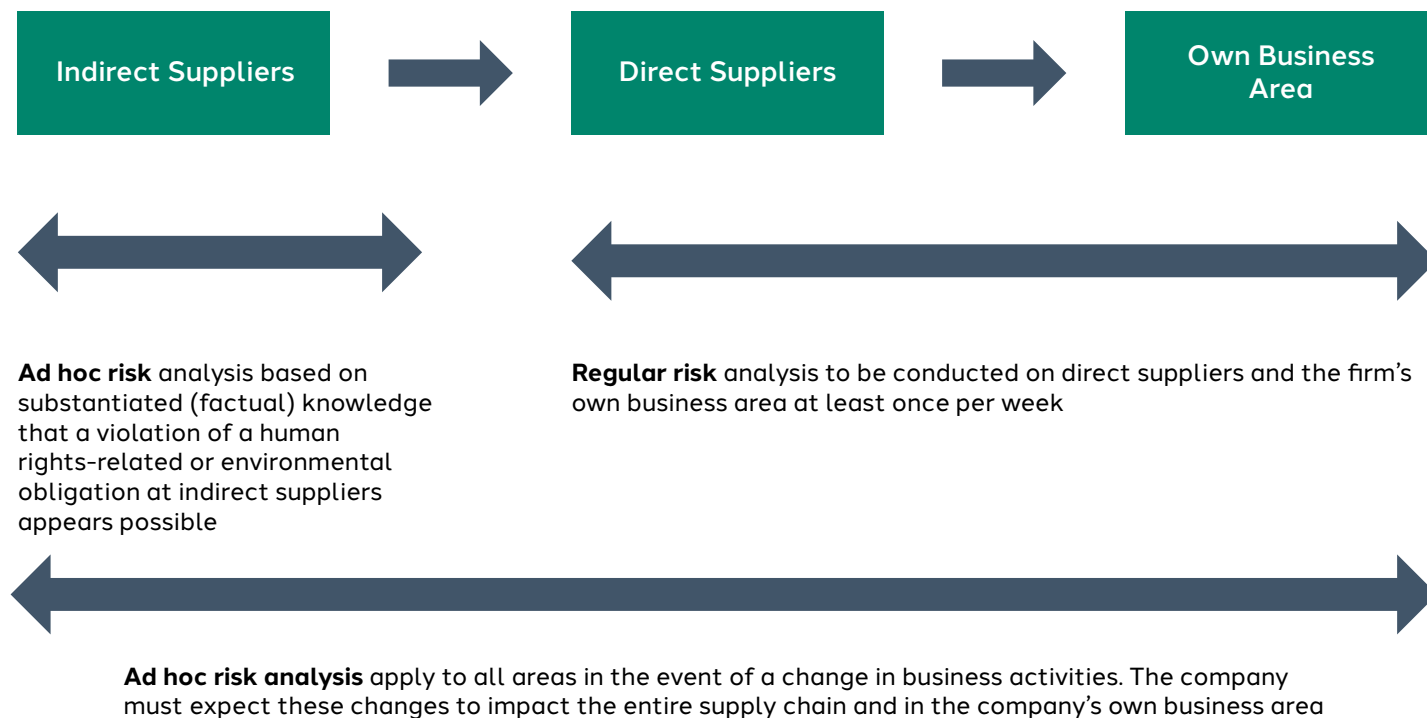 Indirect Suppliers
Direct Suppliers
Own Business
Area
Ad hoc risk analysis based on
substantiated (factual) knowledge
that a violation of a human
rights-related or environmental
obligation at indirect suppliers
appears possible
Regular risk analysis to be conducted on direct suppliers and the firm's
own business area at least once per week
Ad hoc risk analysis apply to all areas in the event of a change in business activities. The company
must expect these changes to impact the entire supply chain and in the company's own business area